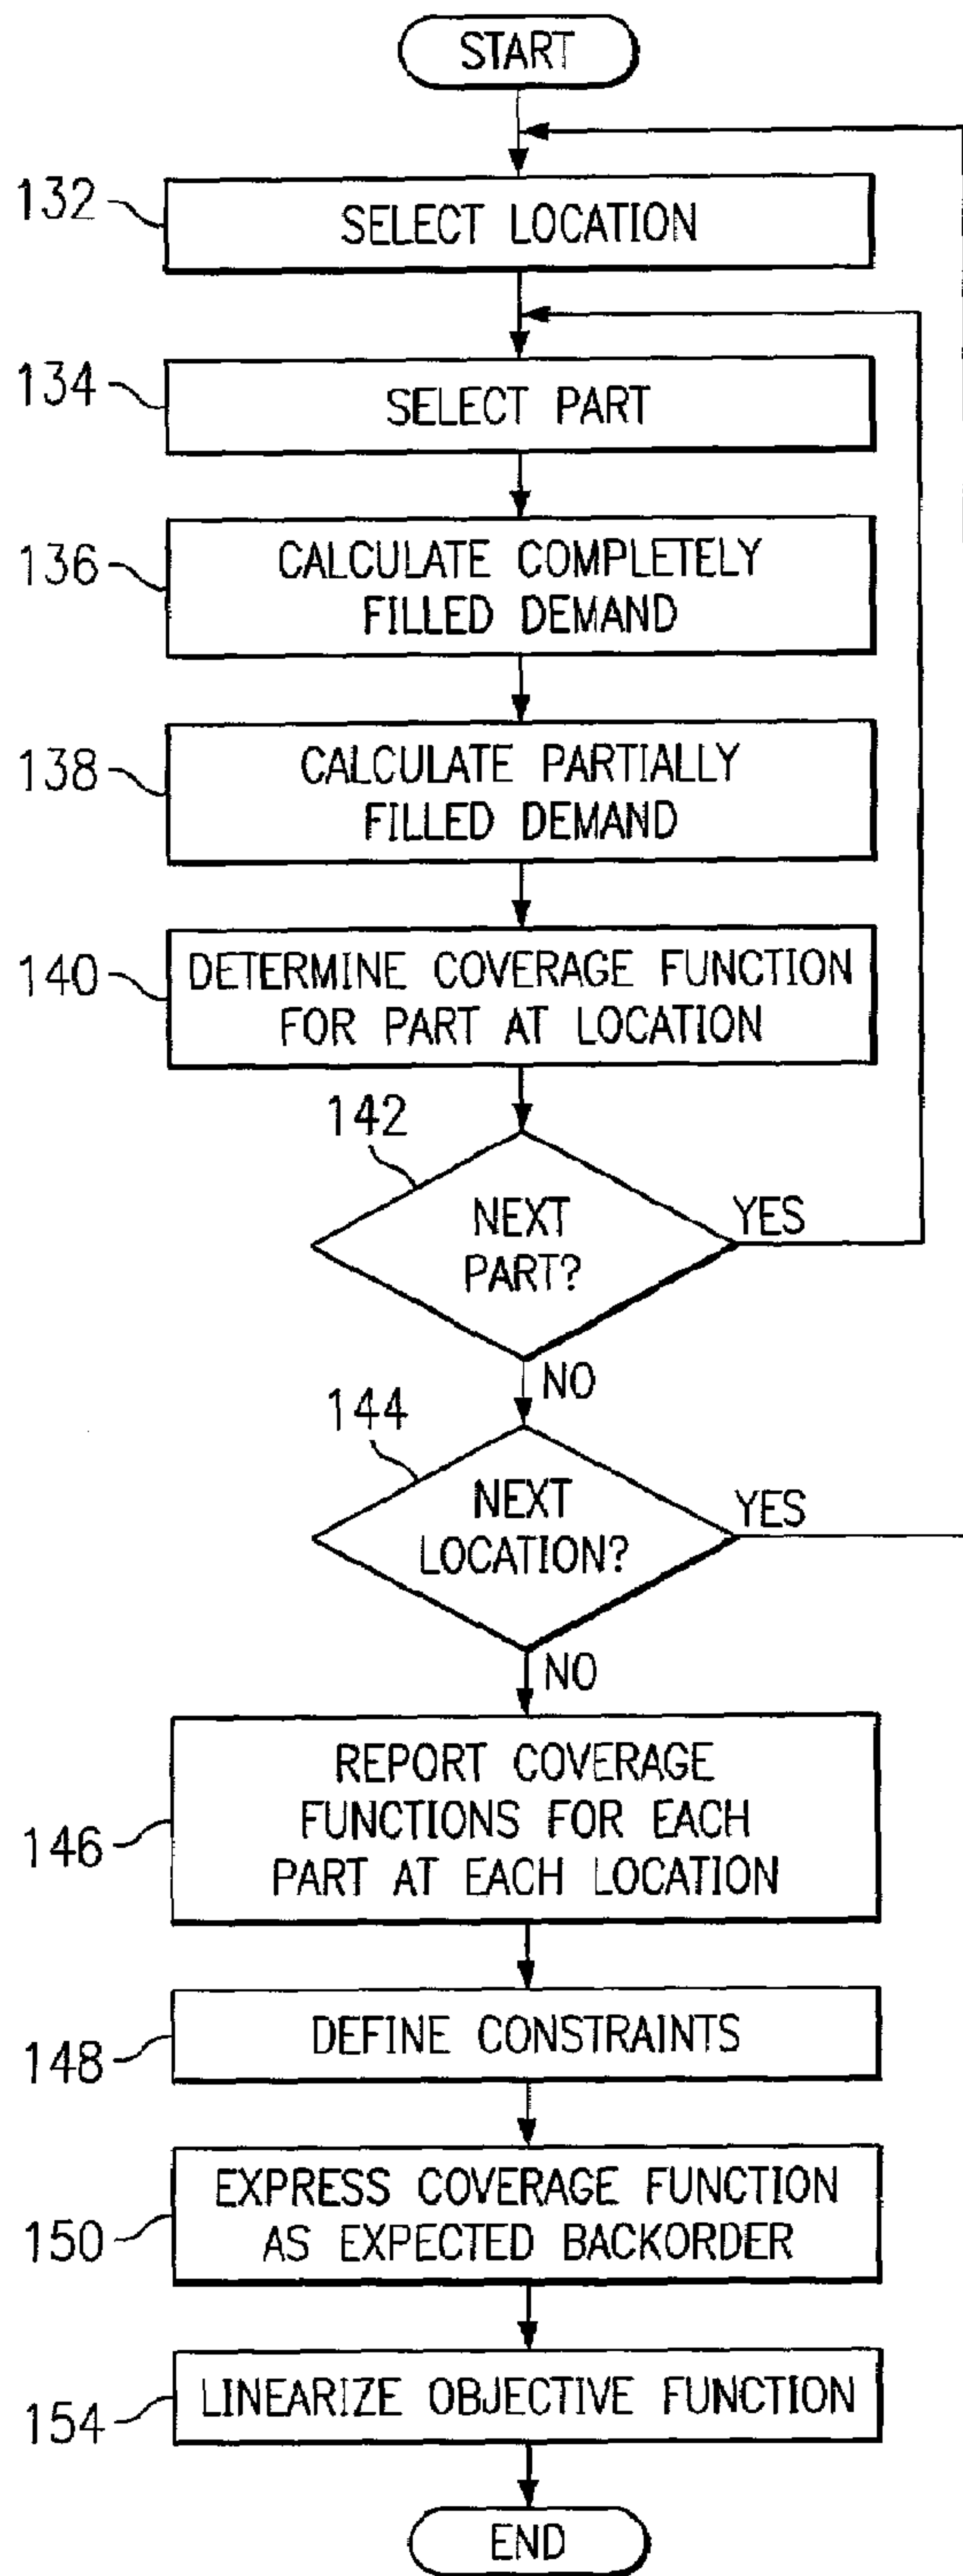 START
132
SELECT LOCATION
134
SELECT PART
136
CALCULATE COMPLETELY
FILLED DEMAND
138
CALCULATE PARTIALLY
FILLED DEMAND
140
DETERMINE COVERAGE FUNCTION
FOR PART AT LOCATION
142
NEXT
PART?
YES
NO
144
NEXT
LOCATION?
YES
NO
146
REPORT COVERAGE
FUNCTIONS FOR EACH
PART AT EACH LOCATION
148
DEFINE CONSTRAINTS
150
EXPRESS COVERAGE FUNCTION
AS EXPECTED BACKORDER
154
LINEARIZE OBJECTIVE FUNCTION
END